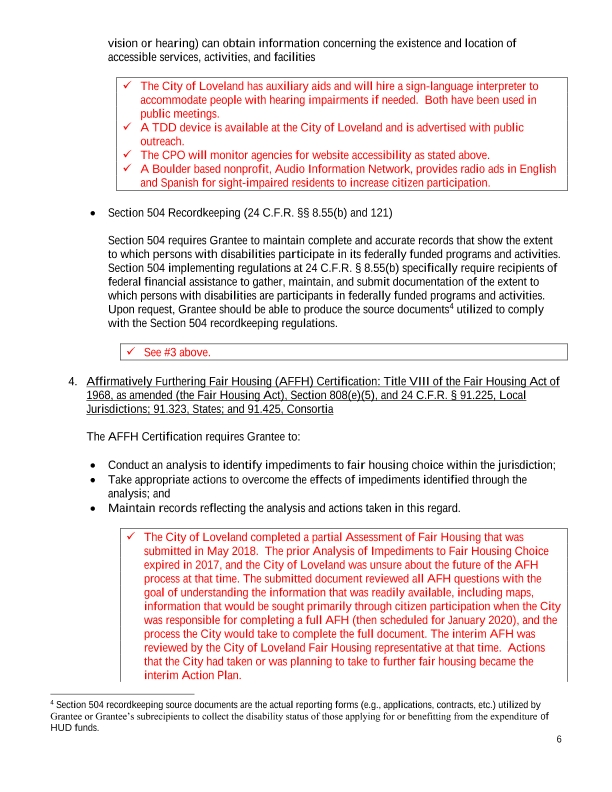 vision or hearing) can obtain information concerning the existence and location of
accessible services, activities, and facilities
✓ The City of Loveland has auxiliary aids and will hire a sign-language interpreter to
accommodate people with hearing impairments if needed.  Both have been used in
public meetings.
✓ A TDD device is available at the City of Loveland and is advertised with public
outreach.
✓ The CPO will monitor agencies for website accessibility as stated above.
✓ A Boulder based nonprofit, Audio Information Network, provides radio ads in English
and Spanish for sight-impaired residents to increase citizen participation.
• Section 504 Recordkeeping (24 C.F.R. §§ 8.55(b) and 121)
Section 504 requires Grantee to maintain complete and accurate records that show the extent
to which persons with disabilities participate in its federally funded programs and activities.
Section 504 implementing regulations at 24 C.F.R. § 8.55(b) specifically require recipients of
federal financial assistance to gather, maintain, and submit documentation of the extent to
which persons with disabilities are participants in federally funded programs and activities.
Upon request, Grantee should be able to produce the source documents⁴ utilized to comply
with the Section 504 recordkeeping regulations.
✓ See #3 above.
4. Affirmatively Furthering Fair Housing (AFFH) Certification: Title VIII of the Fair Housing Act of
1968, as amended (the Fair Housing Act), Section 808(e)(5), and 24 C.F.R. § 91.225, Local
Jurisdictions; 91.323, States; and 91.425, Consortia
The AFFH Certification requires Grantee to:
• Conduct an analysis to identify impediments to fair housing choice within the jurisdiction;
• Take appropriate actions to overcome the effects of impediments identified through the
analysis; and
• Maintain records reflecting the analysis and actions taken in this regard.
✓ The City of Loveland completed a partial Assessment of Fair Housing that was
submitted in May 2018.  The prior Analysis of Impediments to Fair Housing Choice
expired in 2017, and the City of Loveland was unsure about the future of the AFH
process at that time. The submitted document reviewed all AFH questions with the
goal of understanding the information that was readily available, including maps,
information that would be sought primarily through citizen participation when the City
was responsible for completing a full AFH (then scheduled for January 2020), and the
process the City would take to complete the full document. The interim AFH was
reviewed by the City of Loveland Fair Housing representative at that time.  Actions
that the City had taken or was planning to take to further fair housing became the
interim Action Plan.
⁴ Section 504 recordkeeping source documents are the actual reporting forms (e.g., applications, contracts, etc.) utilized by
Grantee or Grantee's subrecipients to collect the disability status of those applying for or benefitting from the expenditure of
HUD funds.
6